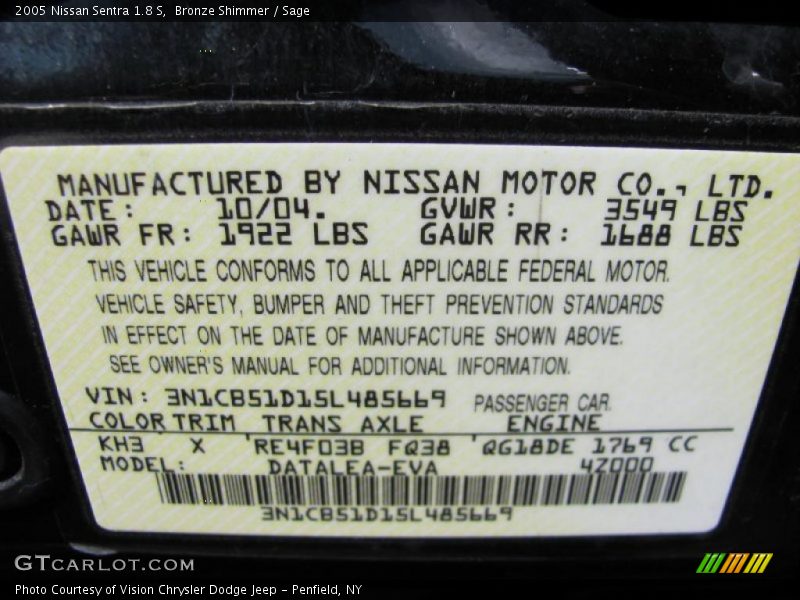 2005 Nissan Sentra 1.8 S, Bronze Shimmer / Sage
MANUFACTURED BY NISSAN MOTOR CO., LTD.
DATE: 10/04. GVWR: 3549 LBS
GAWR FR: 1922 LBS GAWR RR: 1688 LBS
THIS VEHICLE CONFORMS TO ALL APPLICABLE FEDERAL MOTOR.
VEHICLE SAFETY, BUMPER AND THEFT PREVENTION STANDARDS
IN EFFECT ON THE DATE OF MANUFACTURE SHOWN ABOVE.
SEE OWNER'S MANUAL FOR ADDITIONAL INFORMATION.
VIN: 3N1CB51D15L485669 PASSENGER CAR.
COLOR TRIM TRANS AXLE ENGINE
KH3 X 'RE4F03B FQ38 'QG18DE 1769 CC
MODEL: DATALEA-EVA 4Z000
3N1CB51D15L485669
GTCARLOT.COM
Photo Courtesy of Vision Chrysler Dodge Jeep - Penfield, NY